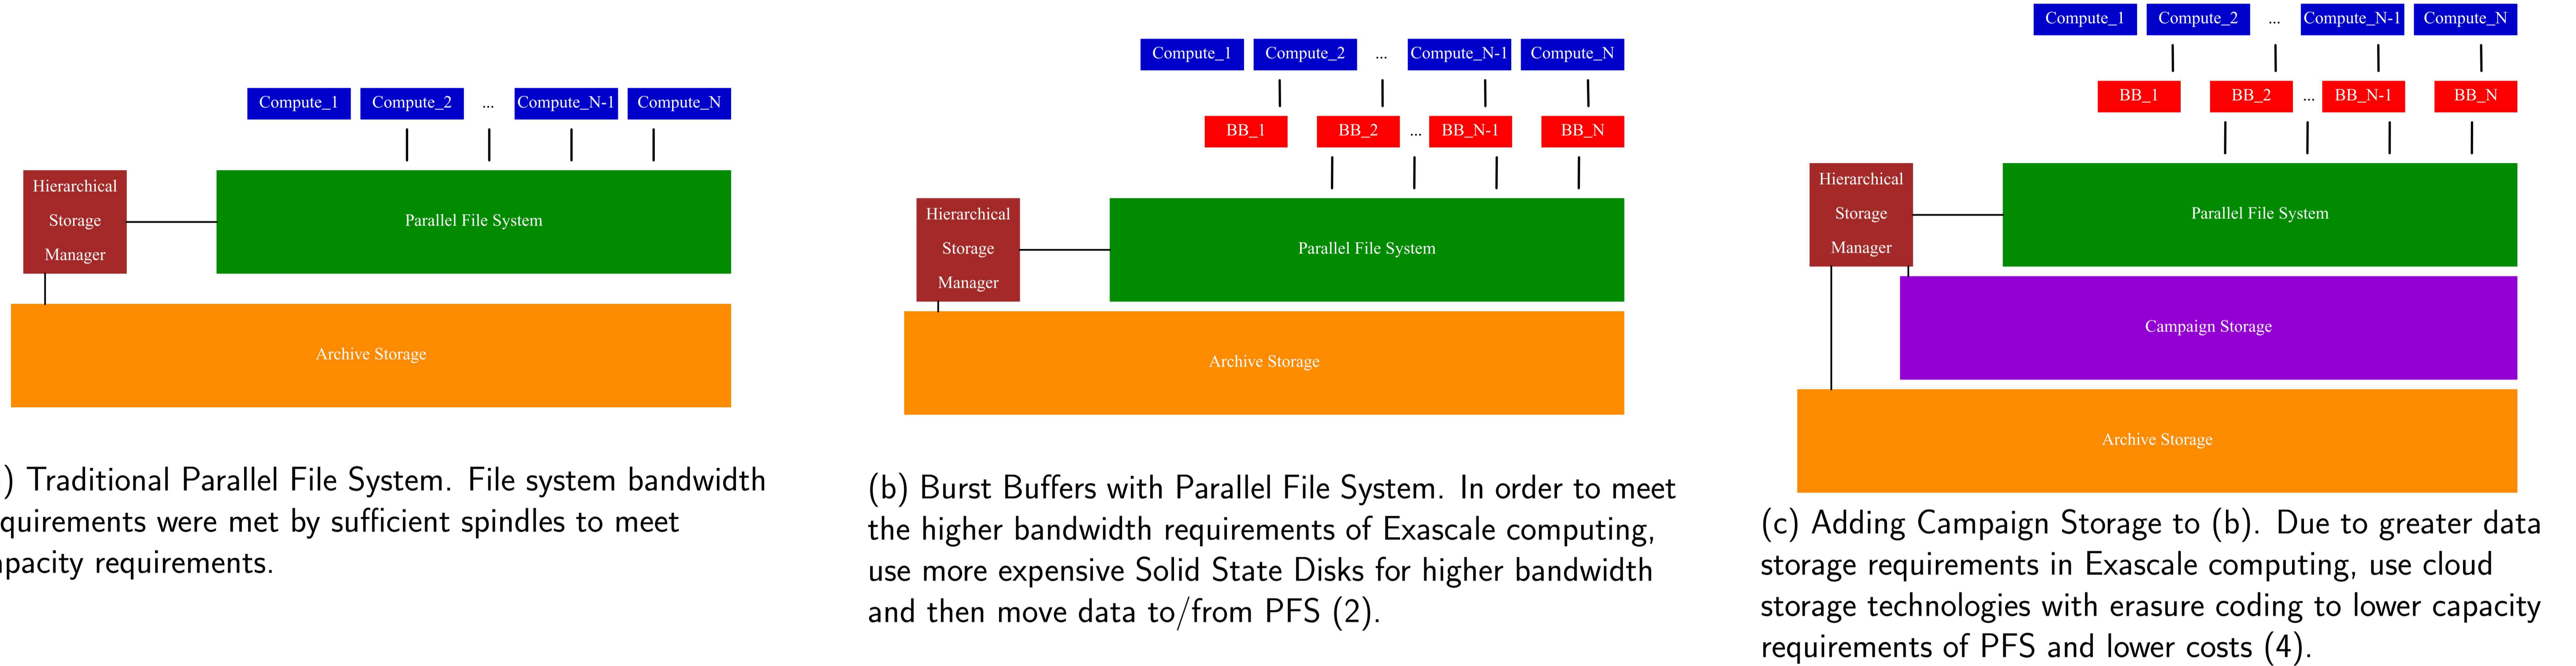 Compute_1 Compute_2 ... Compute_N-1 Compute_N
Hierarchical
Storage
Manager
Parallel File System
Archive Storage
) Traditional Parallel File System. File system bandwidth
quirements were met by sufficient spindles to meet
pacity requirements.
Compute_1 Compute_2 ... Compute_N-1 Compute_N
BB_1 BB_2 ... BB_N-1 BB_N
Hierarchical
Storage
Manager
Parallel File System
Archive Storage
(b) Burst Buffers with Parallel File System. In order to meet
the higher bandwidth requirements of Exascale computing,
use more expensive Solid State Disks for higher bandwidth
and then move data to/from PFS (2).
Compute_1 Compute_2 ... Compute_N-1 Compute_N
BB_1 BB_2 ... BB_N-1 BB_N
Hierarchical
Storage
Manager
Parallel File System
Campaign Storage
Archive Storage
(c) Adding Campaign Storage to (b). Due to greater data
storage requirements in Exascale computing, use cloud
storage technologies with erasure coding to lower capacity
requirements of PFS and lower costs (4).